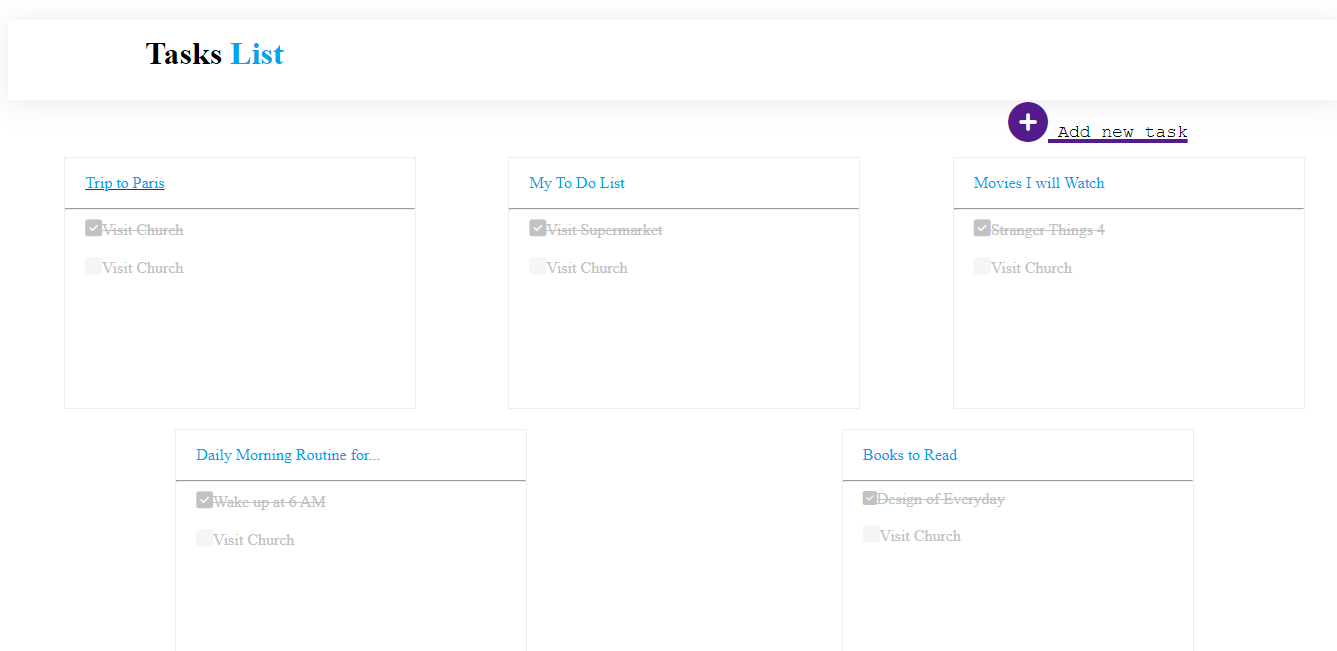 Tasks List
Add new task
Trip to Paris
Visit Church
Visit Church
My To Do List
Visit Supermarket
Visit Church
Movies I will Watch
Stranger Things 4
Visit Church
Daily Morning Routine for...
Wake up at 6 AM
Visit Church
Books to Read
Design of Everyday
Visit Church